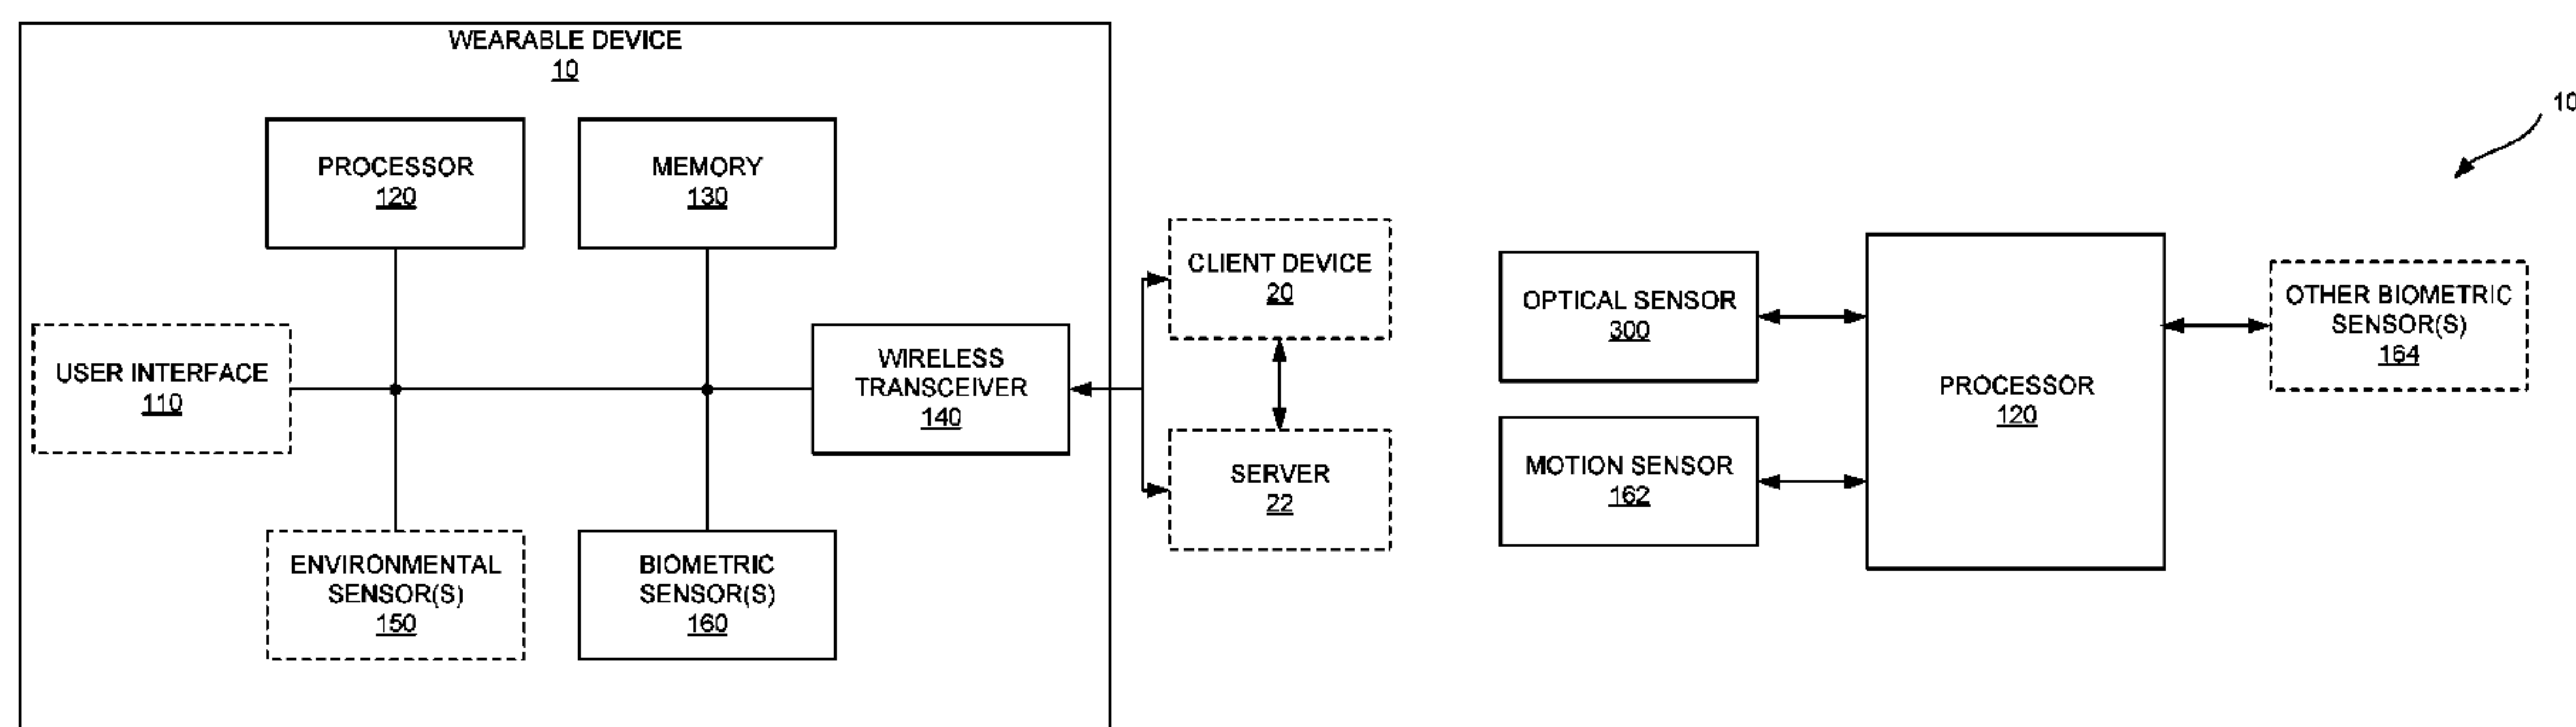 WEARABLE DEVICE
10
PROCESSOR
120
MEMORY
130
USER INTERFACE
110
WIRELESS
TRANSCEIVER
140
ENVIRONMENTAL
SENSOR(S)
150
BIOMETRIC
SENSOR(S)
160
CLIENT DEVICE
20
SERVER
22
10
OPTICAL SENSOR
300
MOTION SENSOR
162
PROCESSOR
120
OTHER BIOMETRIC
SENSOR(S)
164